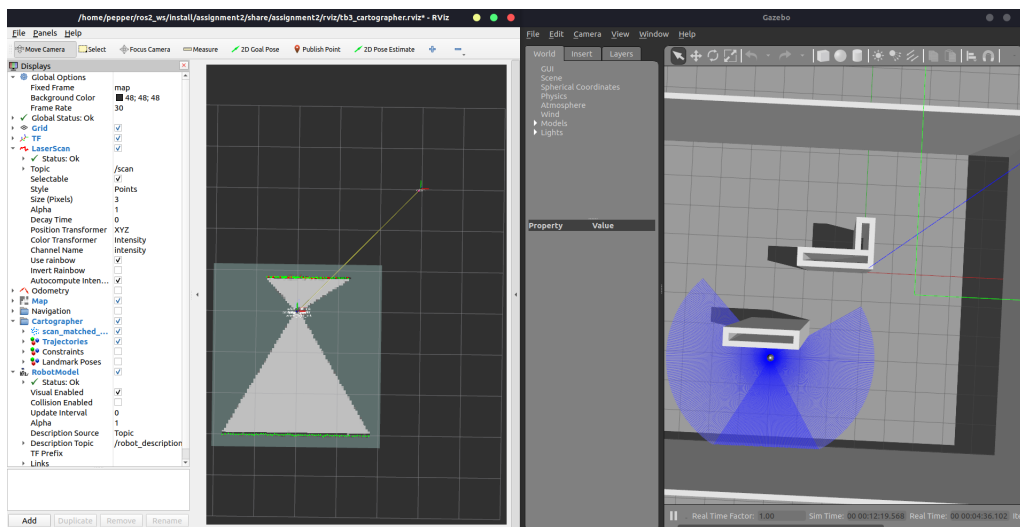 /home/pepper/ros2_ws/install/assignment2/share/assignment2/rviz/tb3_cartographer.rviz* - RViz
File Panels Help
Move Camera Select Focus Camera Measure 2D Goal Pose Publish Point 2D Pose Estimate
Displays
Global Options
Fixed Frame map
Background Color 48; 48; 48
Frame Rate 30
Global Status: Ok
Grid
TF
LaserScan
Status: Ok
Topic /scan
Selectable
Style Points
Size (Pixels) 3
Alpha 1
Decay Time 0
Position Transformer XYZ
Color Transformer Intensity
Channel Name intensity
Use rainbow
Invert Rainbow
Autocompute Inten...
Odometry
Map
Navigation
Cartographer
scan_matched_...
Trajectories
Constraints
Landmark Poses
RobotModel
Status: Ok
Visual Enabled
Collision Enabled
Update Interval 0
Alpha 1
Description Source Topic
Description Topic /robot_description
TF Prefix
Links
Add Duplicate Remove Rename
Gazebo
File Edit Camera View Window Help
World Insert Layers
GUI
Scene
Spherical Coordinates
Physics
Atmosphere
Wind
Models
Lights
Property Value
Real Time Factor: 1.00 Sim Time: 00 00:12:19.568 Real Time: 00 00:04:36.102